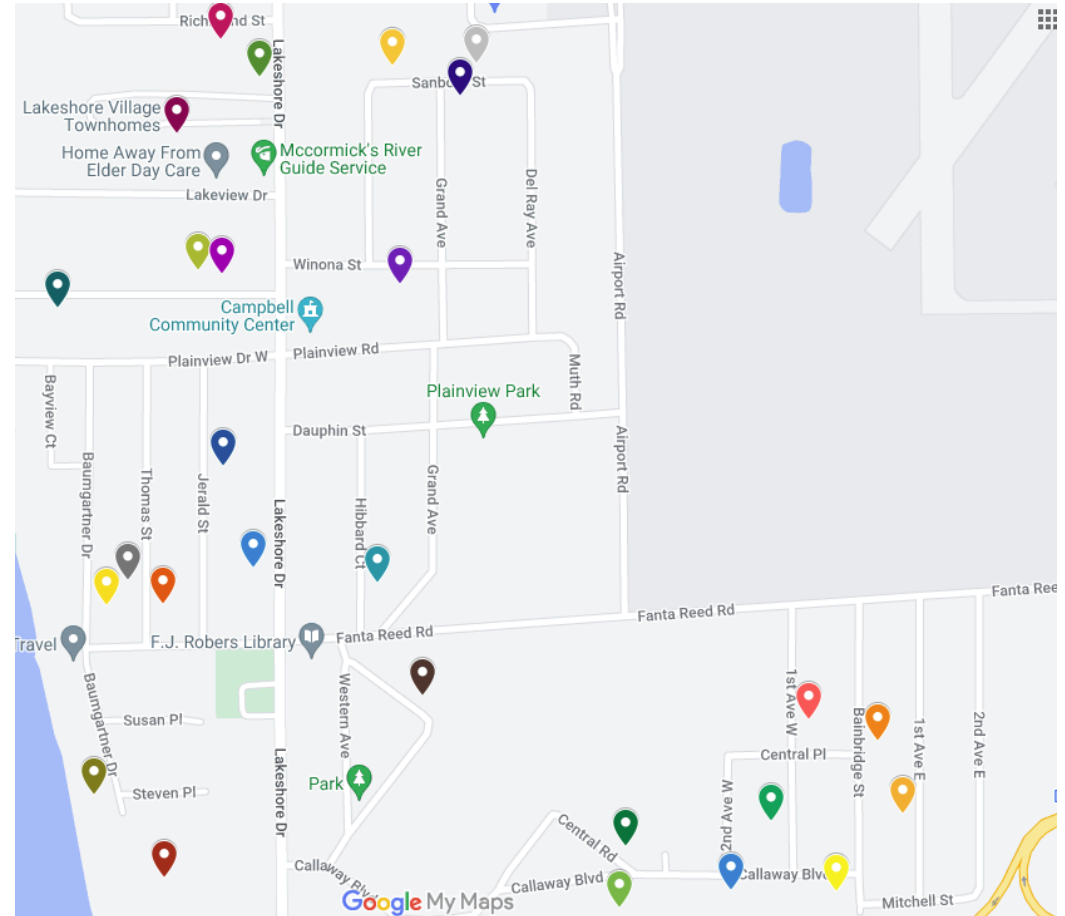 Richmond St
Lakeshore Dr
Sanborn St
Lakeshore Village
Townhomes
Home Away From
Elder Day Care
Mccormick's River
Guide Service
Lakeview Dr
Grand Ave
Del Ray Ave
Winona St
Airport Rd
Campbell
Community Center
Plainview Dr W
Plainview Rd
Muth Rd
Bayview Ct
Plainview Park
Dauphin St
Airport Rd
Baumgartner Dr
Thomas St
Jerald St
Lakeshore Dr
Hibbard Ct
Grand Ave
Fanta Ree
Fanta Reed Rd
Fanta Reed Rd
Travel
F.J. Robers Library
Baumgartner Dr
Susan Pl
Western Ave
1st Ave W
Bainbridge St
1st Ave E
2nd Ave E
Central Pl
Lakeshore Dr
Park
Steven Pl
2nd Ave W
Central Rd
Callaway Blvd
Callaway Blvd
Callaway Blvd
Mitchell St
Google My Maps